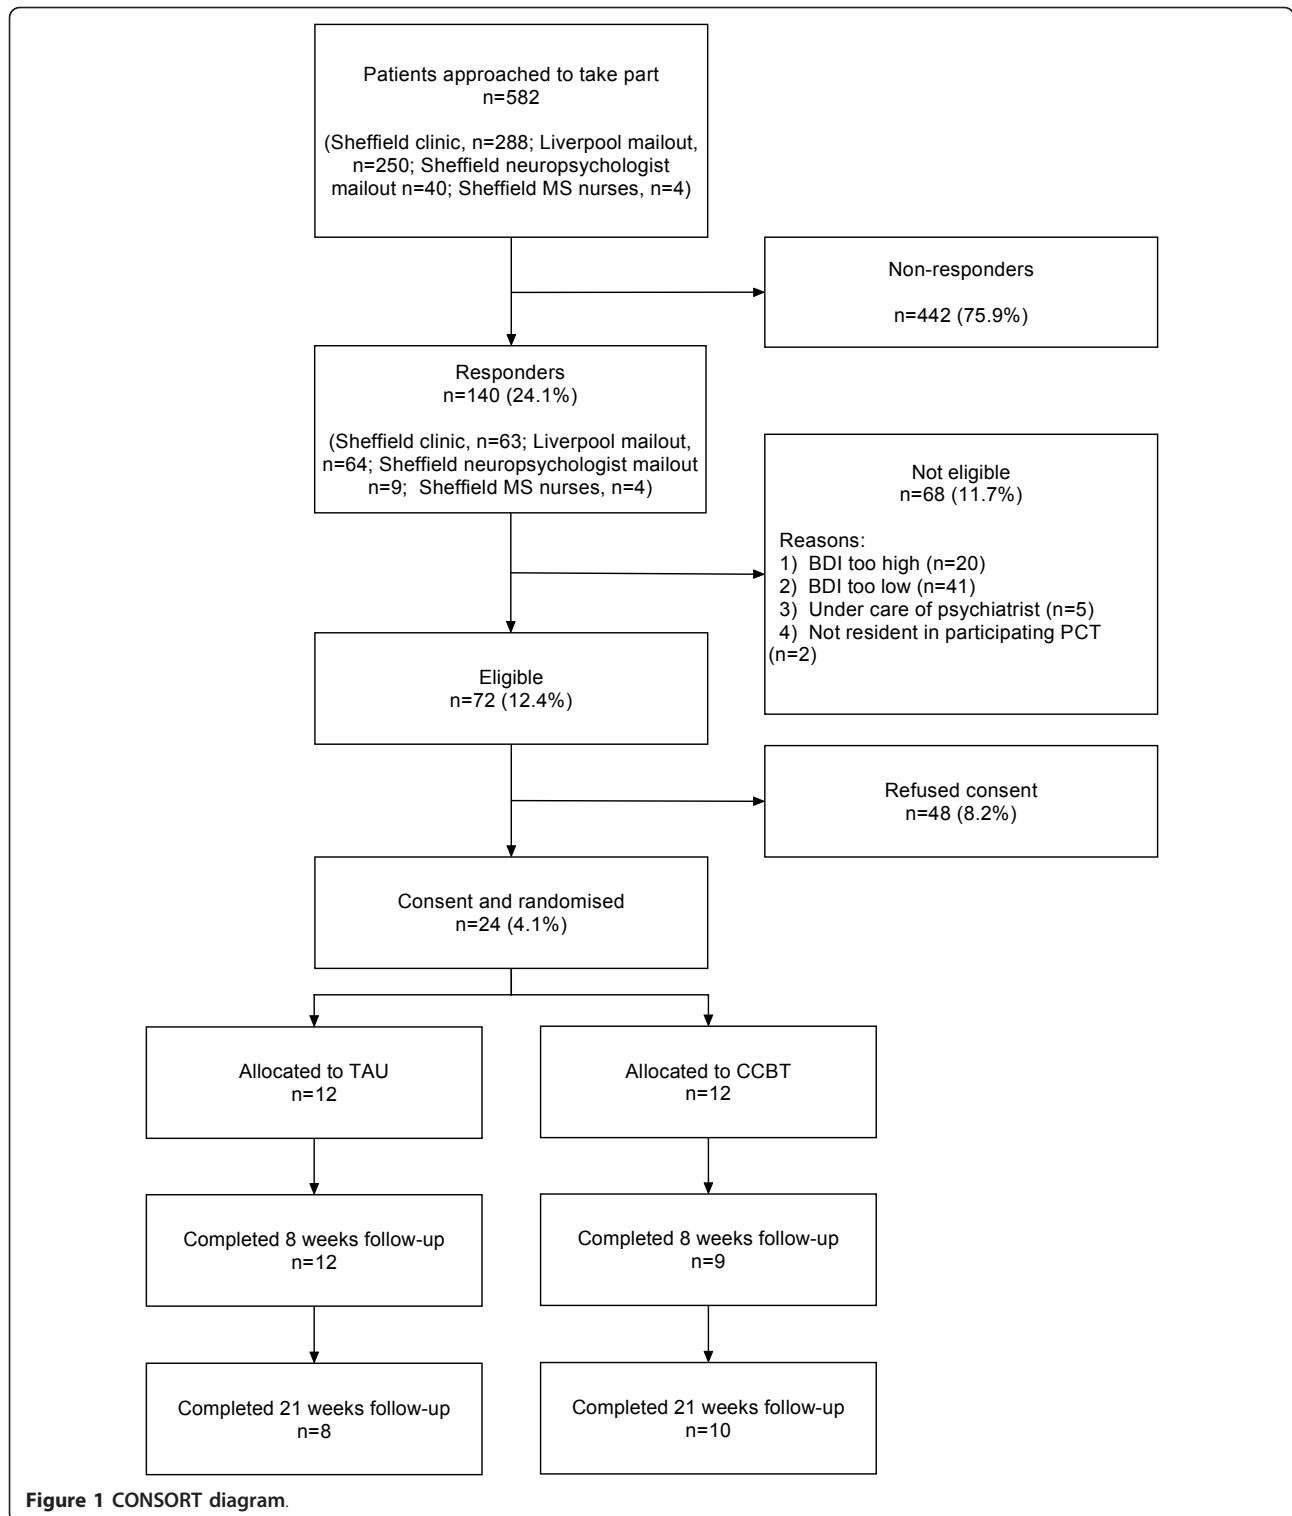 Patients approached to take part
n=582
(Sheffield clinic, n=288; Liverpool mailout,
n=250; Sheffield neuropsychologist
mailout n=40; Sheffield MS nurses, n=4)
Non-responders
n=442 (75.9%)
Responders
n=140 (24.1%)
(Sheffield clinic, n=63; Liverpool mailout,
n=64; Sheffield neuropsychologist mailout
n=9; Sheffield MS nurses, n=4)
Not eligible
n=68 (11.7%)
Reasons:
1) BDI too high (n=20)
2) BDI too low (n=41)
3) Under care of psychiatrist (n=5)
4) Not resident in participating PCT
(n=2)
Eligible
n=72 (12.4%)
Refused consent
n=48 (8.2%)
Consent and randomised
n=24 (4.1%)
Allocated to TAU
n=12
Allocated to CCBT
n=12
Completed 8 weeks follow-up
n=12
Completed 8 weeks follow-up
n=9
Completed 21 weeks follow-up
n=8
Completed 21 weeks follow-up
n=10
Figure 1 CONSORT diagram.